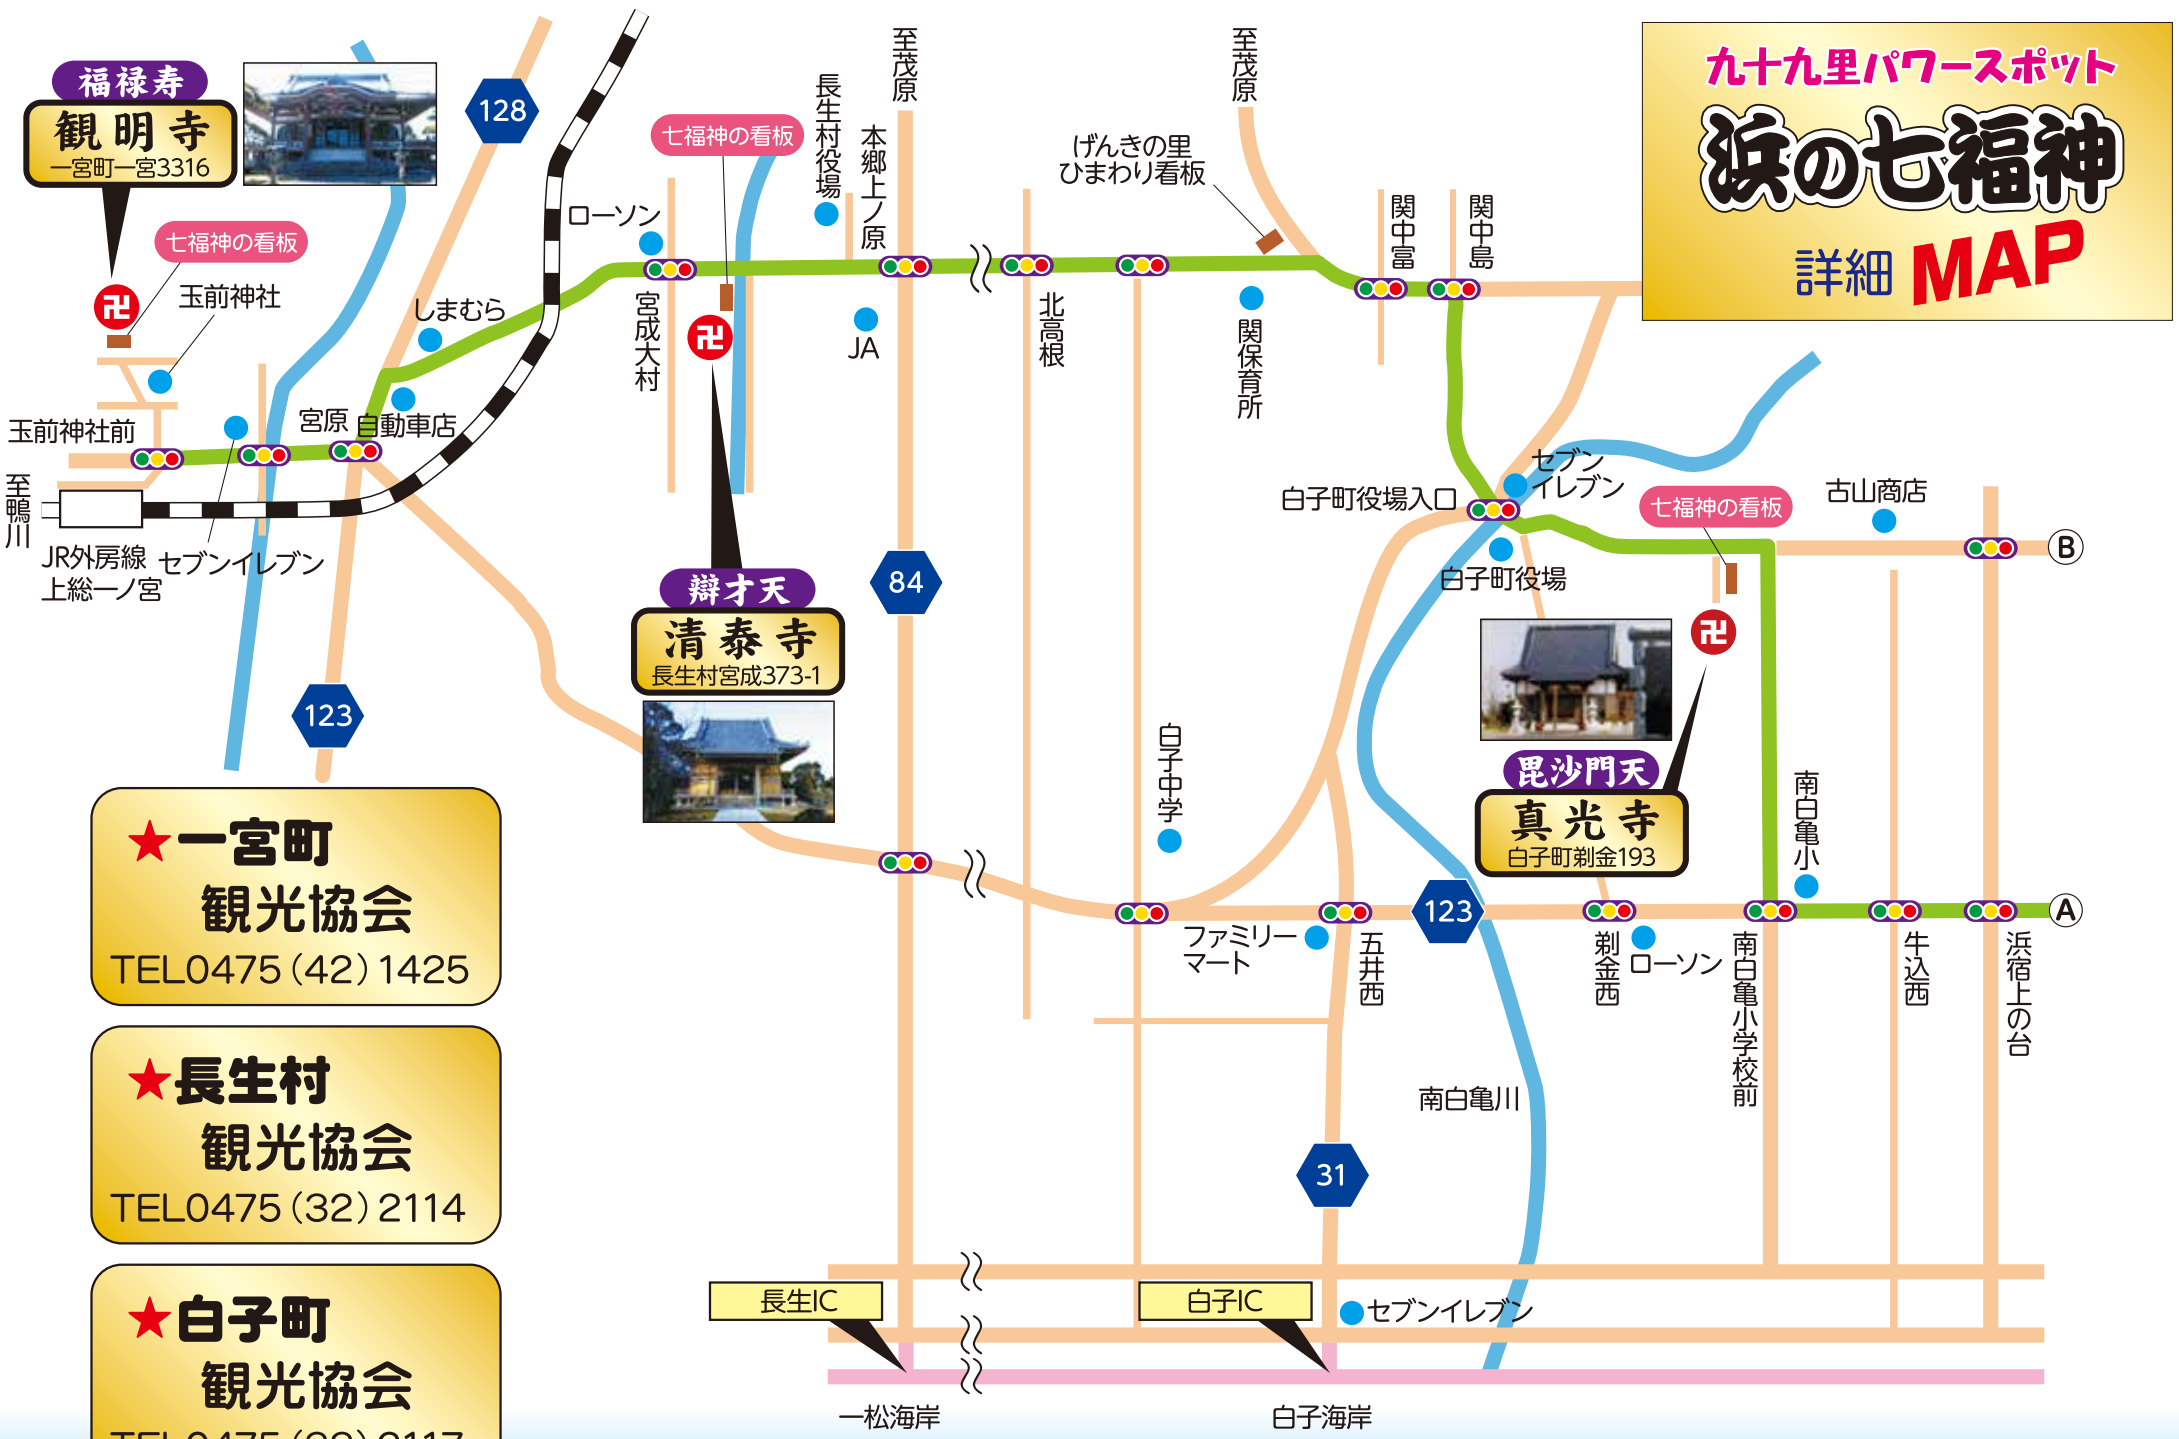 九十九里パワースポット
浜の七福神
詳細 MAP
福禄寿
観明寺
一宮町一宮3316
七福神の看板
玉前神社
玉前神社前
至鴨川
JR外房線
上総一ノ宮
セブンイレブン
宮原
自動車店
しまむら
128
123
ローソン
宮成大村
七福神の看板
長生村役場
本郷上ノ原
至茂原
JA
辯才天
清泰寺
長生村宮成373-1
84
北高根
げんきの里
ひまわり看板
至茂原
関保育所
関中富
関中島
白子町役場入口
セブン
イレブン
白子町役場
七福神の看板
古山商店
B
毘沙門天
真光寺
白子町剃金193
白子中学
ファミリー
マート
五井西
123
剃金西
ローソン
南白亀小
南白亀小学校前
牛込西
浜宿上の台
A
南白亀川
31
長生IC
白子IC
セブンイレブン
一松海岸
白子海岸
★一宮町
観光協会
TEL0475(42)1425
★長生村
観光協会
TEL0475(32)2114
★白子町
観光協会